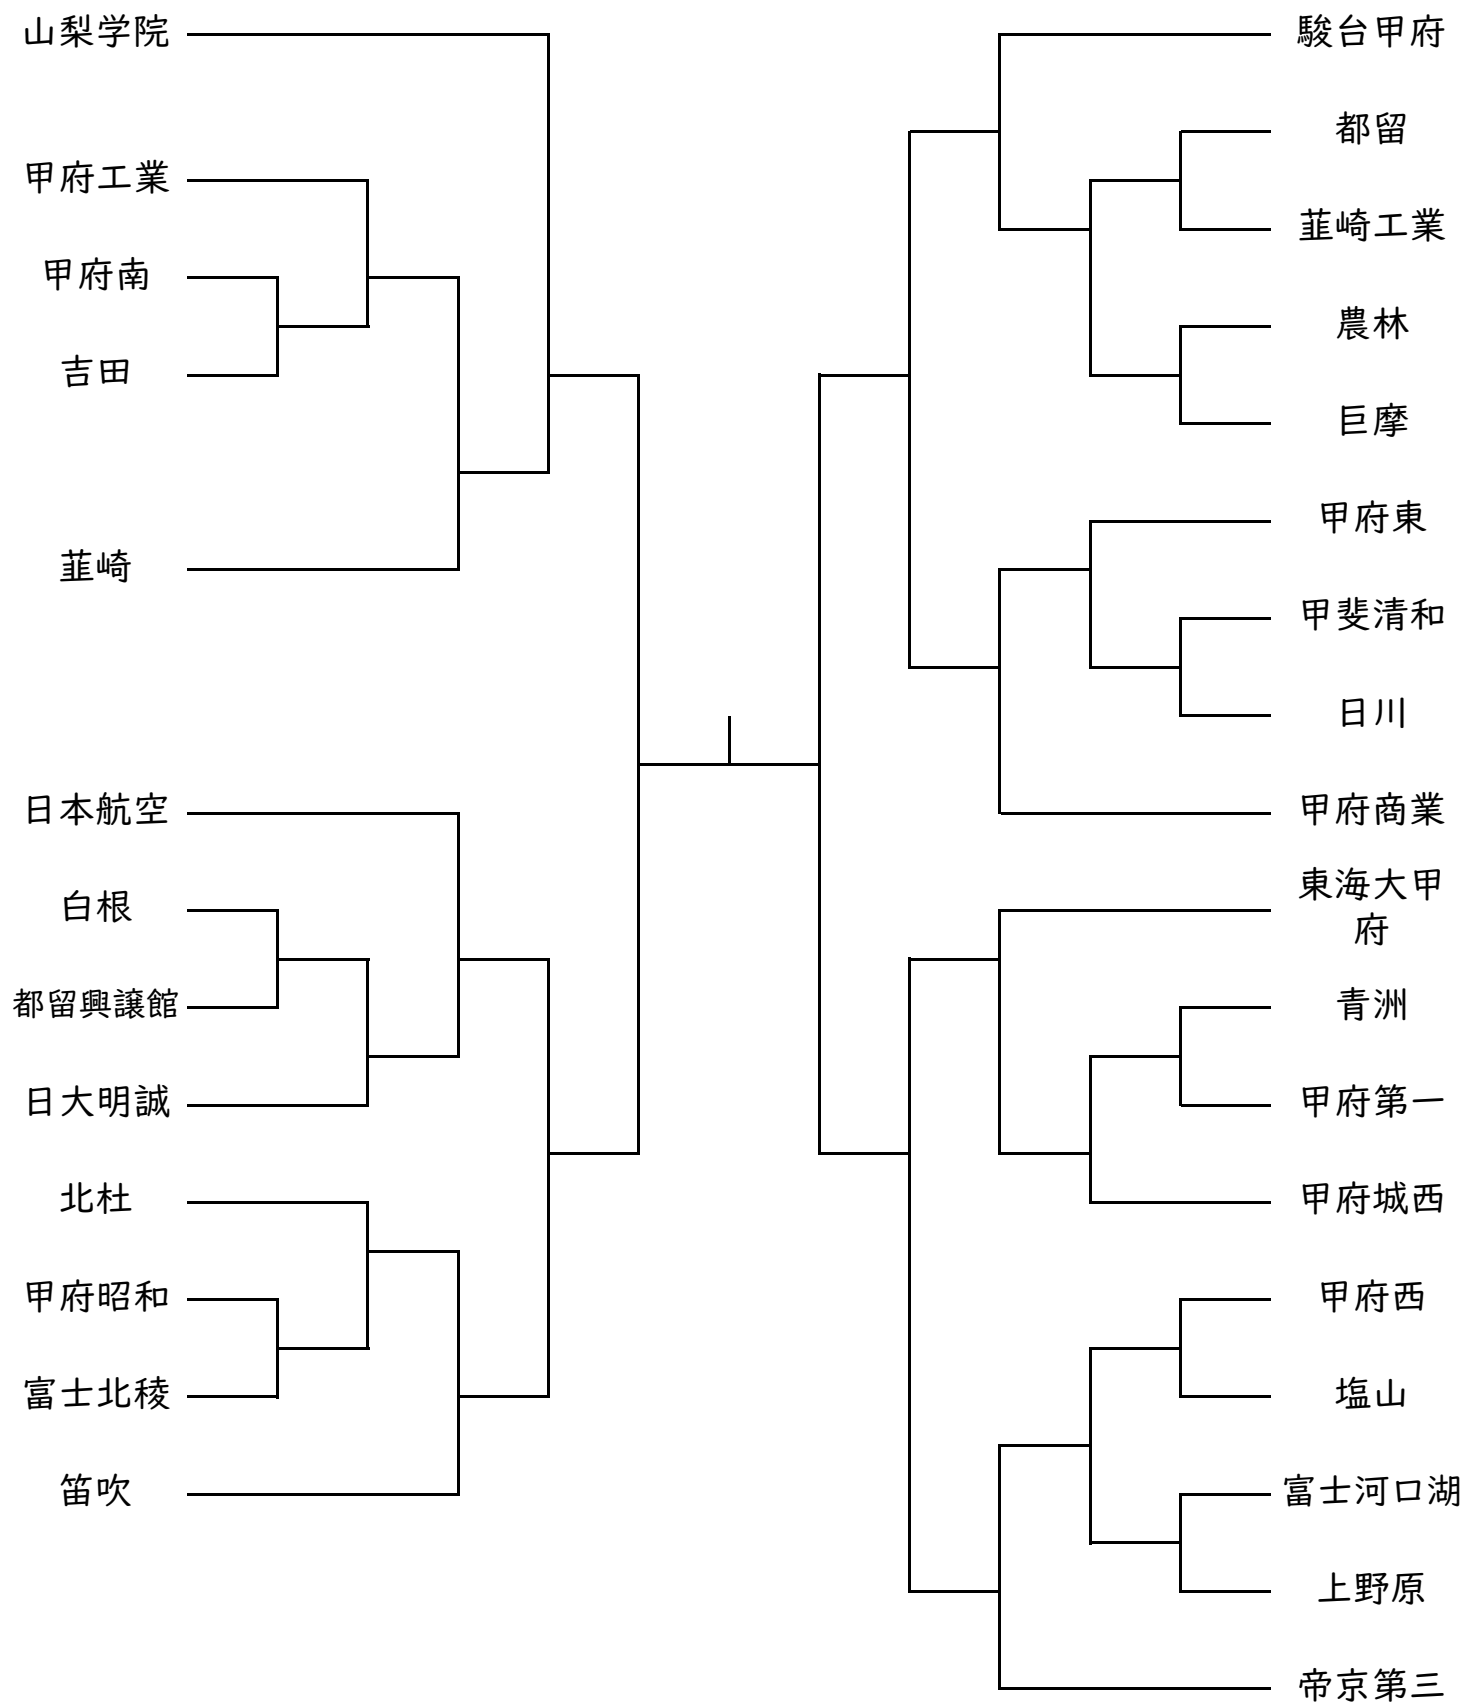 山梨学院
甲府工業
甲府南
吉田
韮崎
日本航空
白根
都留興譲館
日大明誠
北杜
甲府昭和
富士北稜
笛吹
駿台甲府
都留
韮崎工業
農林
巨摩
甲府東
甲斐清和
日川
甲府商業
東海大甲
府
青洲
甲府第一
甲府城西
甲府西
塩山
富士河口湖
上野原
帝京第三